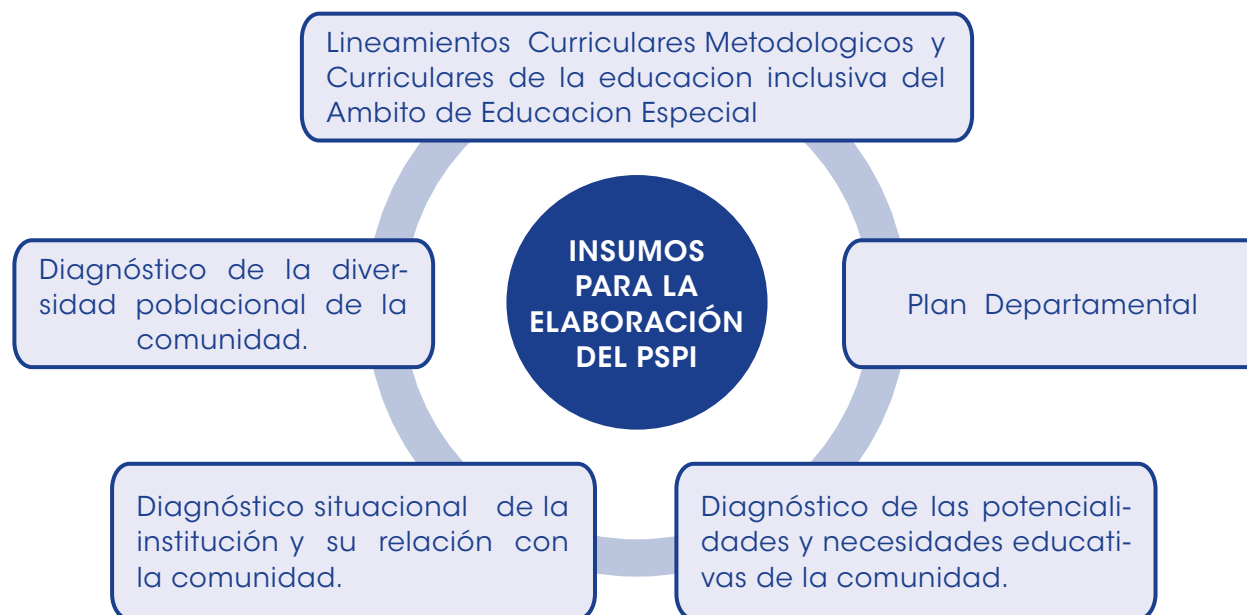 Lineamientos Curriculares Metodologicos y
Curriculares de la educacion inclusiva del
Ambito de Educacion Especial
INSUMOS
PARA LA
ELABORACIÓN
DEL PSPI
Diagnóstico de la diver-
sidad poblacional de la
comunidad.
Plan Departamental
Diagnóstico situacional de la
institución y su relación con
la comunidad.
Diagnóstico de las potenciali-
dades y necesidades educati-
vas de la comunidad.